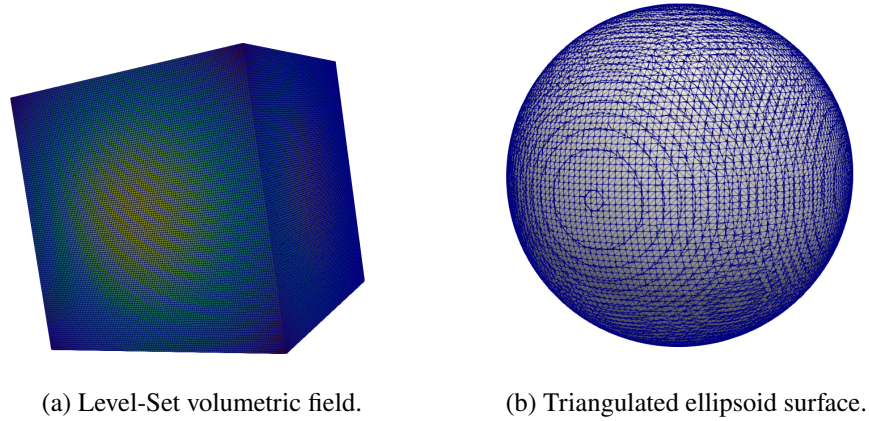 (a) Level-Set volumetric field.
(b) Triangulated ellipsoid surface.